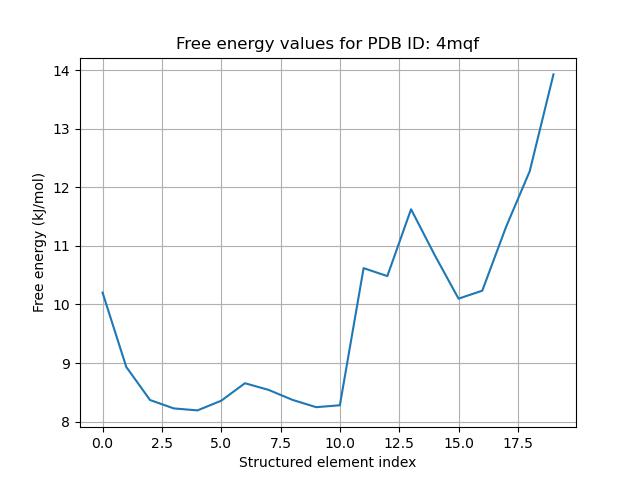 Free energy values for PDB ID: 4mqf
14
13
12
11
10
9
8
Free energy (kJ/mol)
0.0 2.5 5.0 7.5 10.0 12.5 15.0 17.5
Structured element index